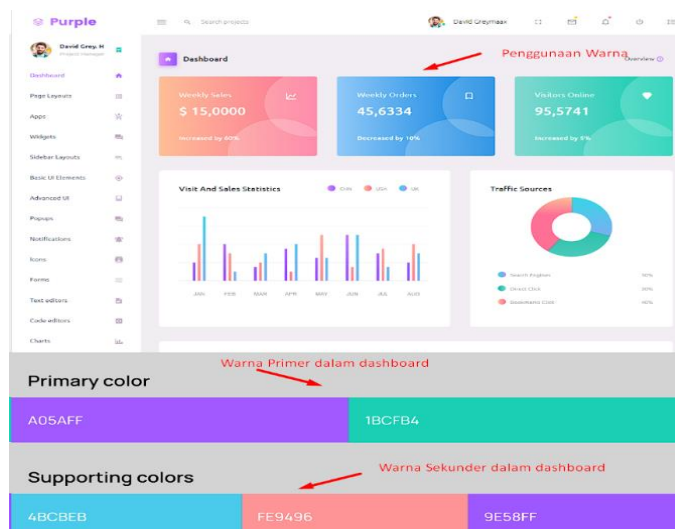 Purple
Search projects
David Greymaax
David Grey. H
Project Manager
Dashboard
Page Layouts
Apps
Widgets
Sidebar Layouts
Basic UI Elements
Advanced UI
Popups
Notifications
Icons
Forms
Text editors
Code editors
Charts
Dashboard
Penggunaan Warna
Overview
Weekly Sales
$ 15,0000
Increased by 60%
Weekly Orders
45,6334
Decreased by 10%
Visitors Online
95,5741
Increased by 5%
Visit And Sales Statistics
CHN
USA
UK
JAN FEB MAR APR MAY JUN JUL AUG
Traffic Sources
Search Engines 30%
Direct Click 30%
Bookmarks Click 40%
Warna Primer dalam dashboard
Primary color
A05AFF
1BCFB4
Warna Sekunder dalam dashboard
Supporting colors
4BCBEB
FE9496
9E58FF